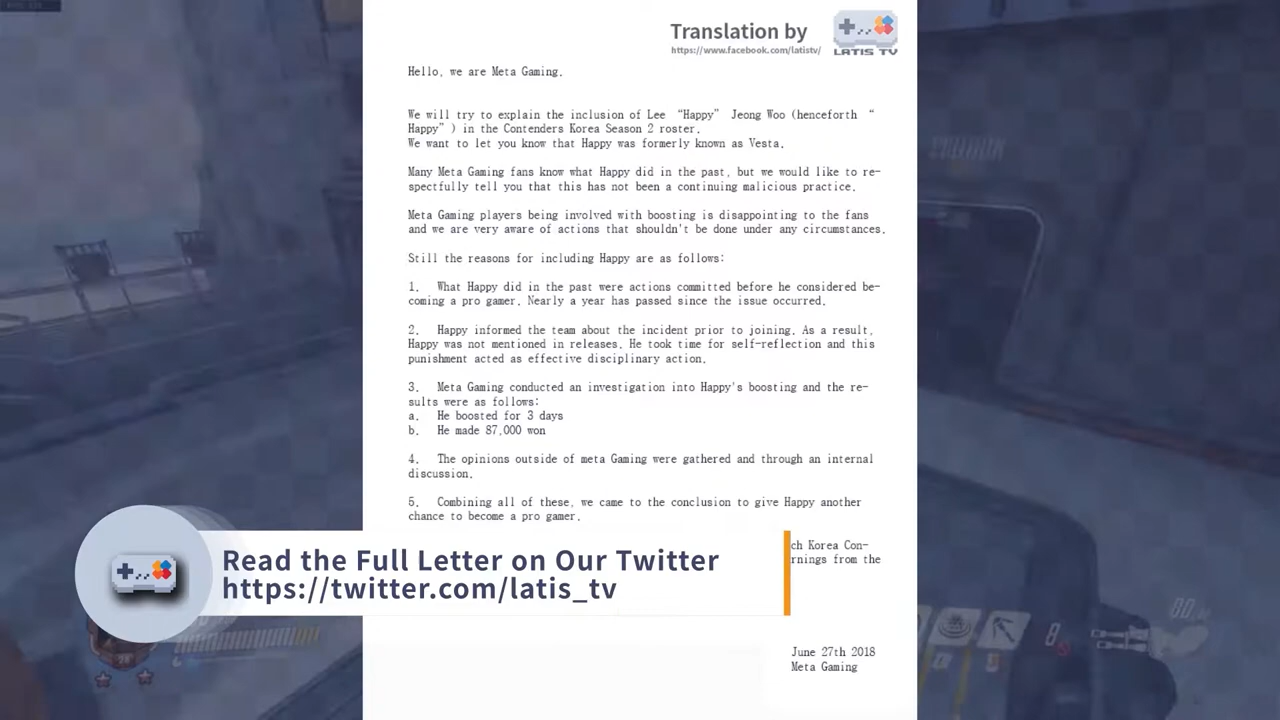 Translation by
https://www.facebook.com/latistv/
LATIS TV
Hello, we are Meta Gaming.
We will try to explain the inclusion of Lee “Happy” Jeong Woo (henceforth “
Happy” ) in the Contenders Korea Season 2 roster.
We want to let you know that Happy was formerly known as Vesta.
Many Meta Gaming fans know what Happy did in the past, but we would like to re-
spectfully tell you that this has not been a continuing malicious practice.
Meta Gaming players being involved with boosting is disappointing to the fans
and we are very aware of actions that shouldn't be done under any circumstances.
Still the reasons for including Happy are as follows:
1. What Happy did in the past were actions committed before he considered be-
coming a pro gamer. Nearly a year has passed since the issue occurred.
2. Happy informed the team about the incident prior to joining. As a result,
Happy was not mentioned in releases. He took time for self-reflection and this
punishment acted as effective disciplinary action.
3. Meta Gaming conducted an investigation into Happy's boosting and the re-
sults were as follows:
a. He boosted for 3 days
b. He made 87,000 won
4. The opinions outside of meta Gaming were gathered and through an internal
discussion.
5. Combining all of these, we came to the conclusion to give Happy another
chance to become a pro gamer.
ch Korea Con-
rnings from the
Read the Full Letter on Our Twitter
https://twitter.com/latis_tv
June 27th 2018
Meta Gaming